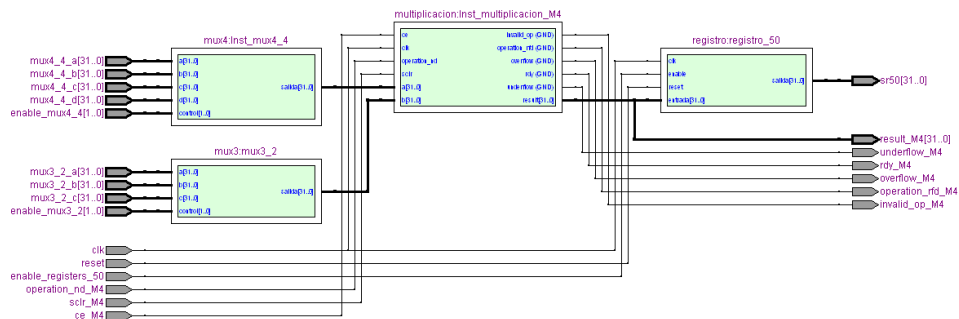 multiplicacion:Inst_multiplicacion_M4
mux4:Inst_mux4_4
registro:registro_50
mux4_4_a[31..0]
mux4_4_b[31..0]
mux4_4_c[31..0]
mux4_4_d[31..0]
enable_mux4_4[1..0]
a[31..0]
b[31..0]
c[31..0]
d[31..0]
control[1..0]
salida[31..0]
ce
clk
operation_nd
sclr
a[31..0]
b[31..0]
invalid_op (GND)
operation_rfd (GND)
overflow (GND)
rdy (GND)
underflow (GND)
result[31..0]
clk
enable
reset
entrada[31..0]
salida[31..0]
sr50[31..0]
mux3:mux3_2
mux3_2_a[31..0]
mux3_2_b[31..0]
mux3_2_c[31..0]
enable_mux3_2[1..0]
a[31..0]
b[31..0]
c[31..0]
control[1..0]
salida[31..0]
result_M4[31..0]
underflow_M4
rdy_M4
overflow_M4
operation_rfd_M4
invalid_op_M4
clk
reset
enable_registers_50
operation_nd_M4
sclr_M4
ce_M4